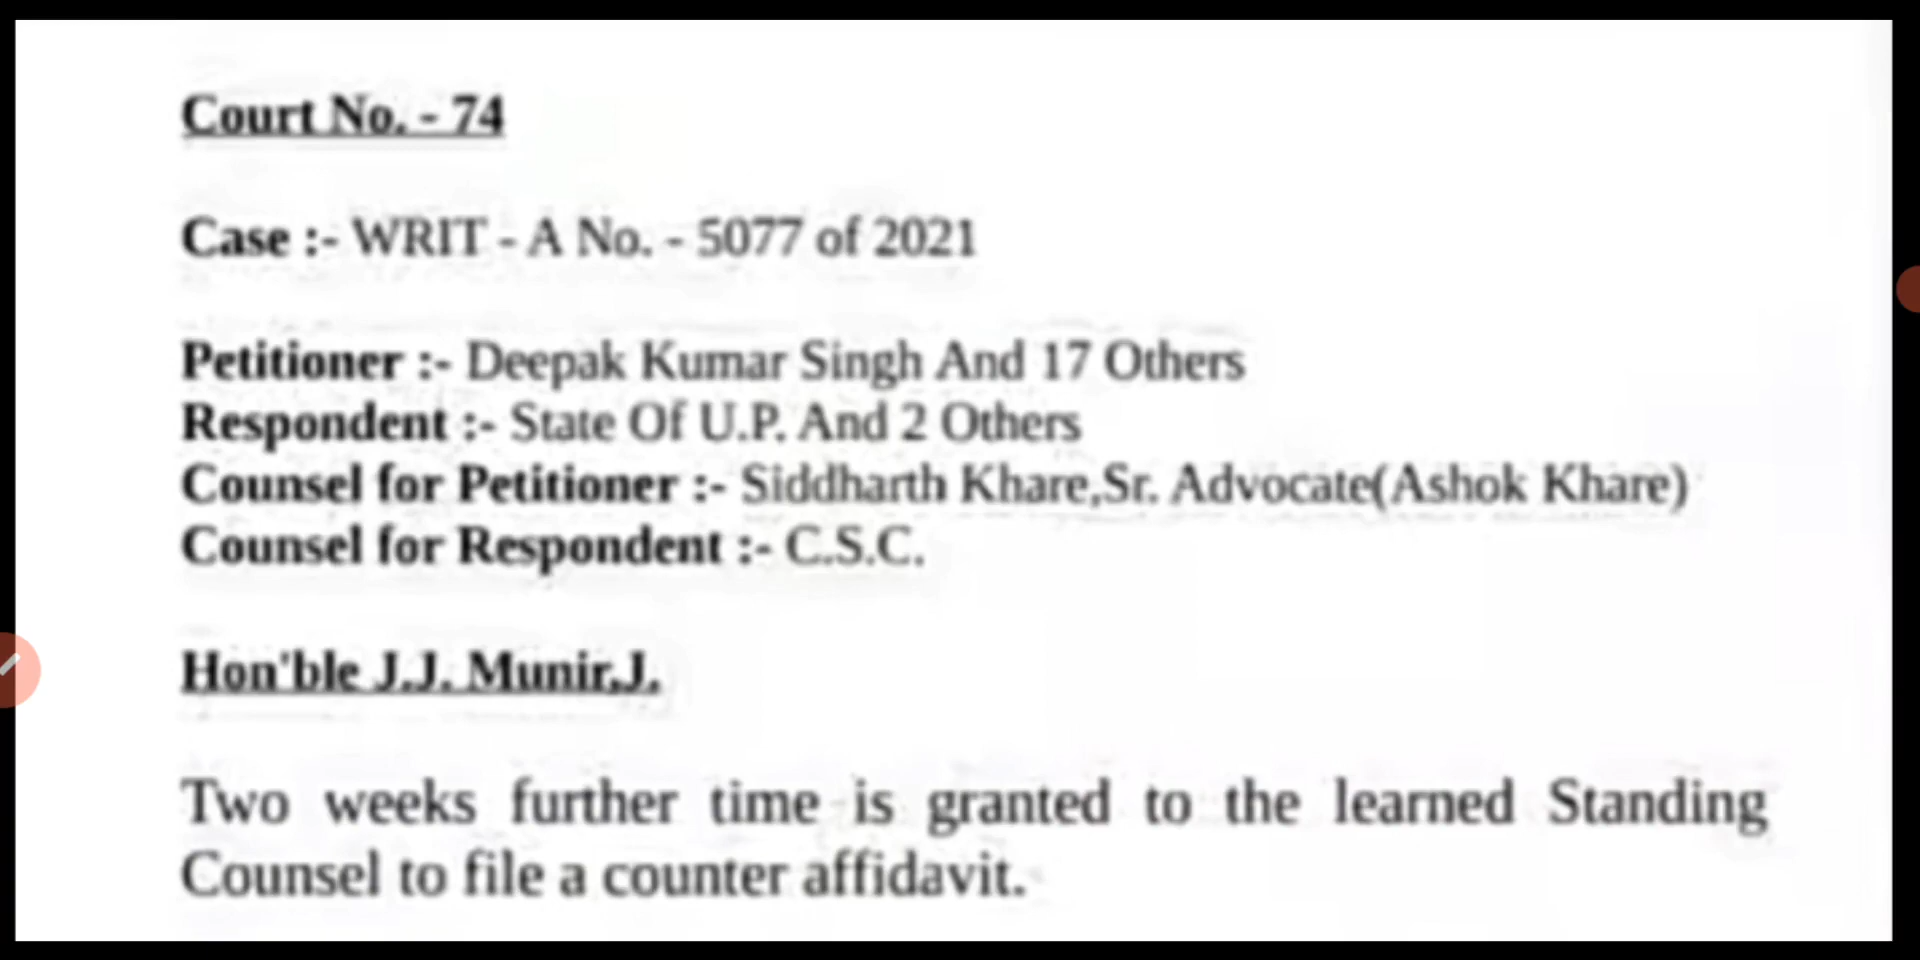 Court No. - 74
Case :- WRIT - A No. - 5077 of 2021
Petitioner :- Deepak Kumar Singh And 17 Others
Respondent :- State Of U.P. And 2 Others
Counsel for Petitioner :- Siddharth Khare,Sr. Advocate(Ashok Khare)
Counsel for Respondent :- C.S.C.
Hon'ble J.J. Munir,J.
Two weeks further time is granted to the learned Standing
Counsel to file a counter affidavit.